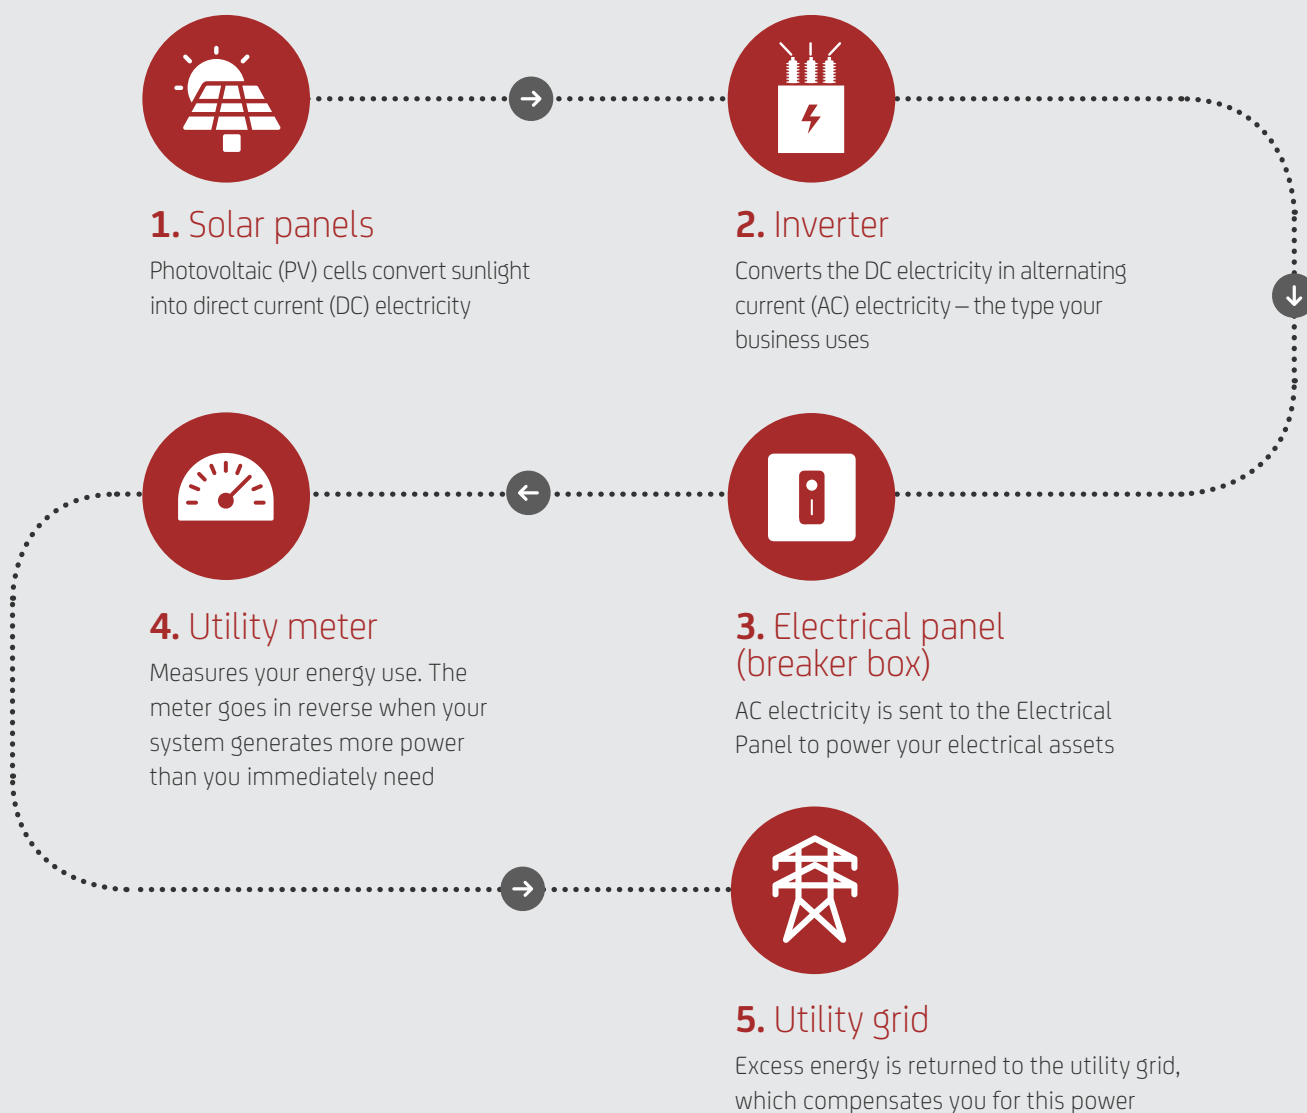 1. Solar panels
Photovoltaic (PV) cells convert sunlight
into direct current (DC) electricity
2. Inverter
Converts the DC electricity in alternating
current (AC) electricity – the type your
business uses
3. Electrical panel
(breaker box)
AC electricity is sent to the Electrical
Panel to power your electrical assets
4. Utility meter
Measures your energy use. The
meter goes in reverse when your
system generates more power
than you immediately need
5. Utility grid
Excess energy is returned to the utility grid,
which compensates you for this power